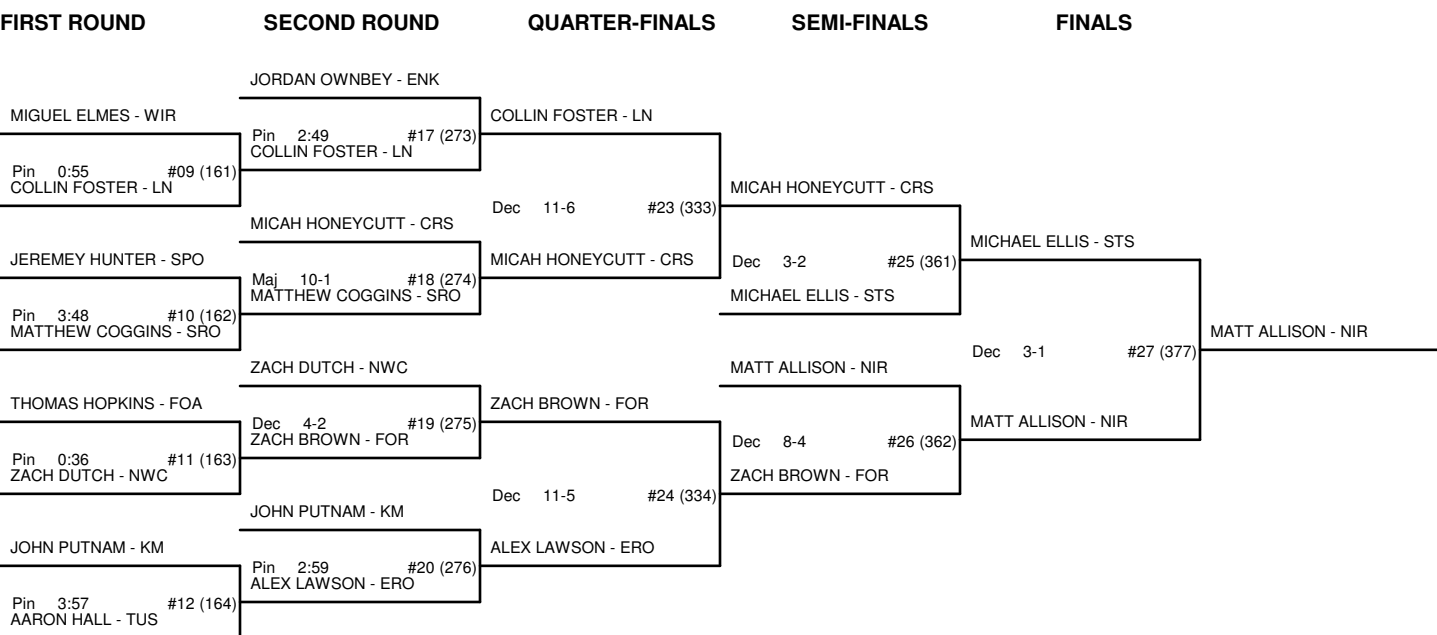 FIRST ROUND SECOND ROUND QUARTER-FINALS SEMI-FINALS FINALS
JORDAN OWNBEY - ENK
MIGUEL ELMES - WIR COLLIN FOSTER - LN
Pin 2:49 #17 (273)
COLLIN FOSTER - LN
Pin 0:55 #09 (161)
COLLIN FOSTER - LN MICAH HONEYCUTT - CRS
Dec 11-6 #23 (333)
MICAH HONEYCUTT - CRS
MICHAEL ELLIS - STS
JEREMEY HUNTER - SPO MICAH HONEYCUTT - CRS Dec 3-2 #25 (361)
Maj 10-1 #18 (274)
MATTHEW COGGINS - SRO MICHAEL ELLIS - STS
Pin 3:48 #10 (162)
MATTHEW COGGINS - SRO MATT ALLISON - NIR
Dec 3-1 #27 (377)
ZACH DUTCH - NWC MATT ALLISON - NIR
THOMAS HOPKINS - FOA ZACH BROWN - FOR
Dec 4-2 #19 (275) MATT ALLISON - NIR
ZACH BROWN - FOR Dec 8-4 #26 (362)
Pin 0:36 #11 (163)
ZACH DUTCH - NWC ZACH BROWN - FOR
Dec 11-5 #24 (334)
JOHN PUTNAM - KM
JOHN PUTNAM - KM ALEX LAWSON - ERO
Pin 2:59 #20 (276)
ALEX LAWSON - ERO
Pin 3:57 #12 (164)
AARON HALL - TUS